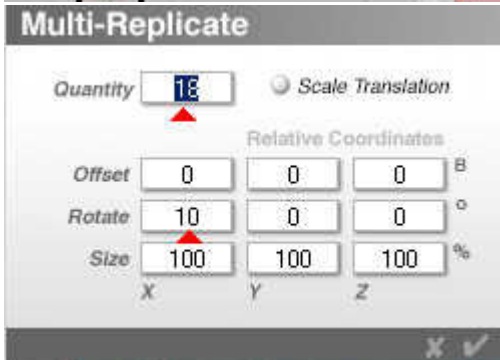 Multi-Replicate
Quantity 18 Scale Translation
Relative Coordinates
Offset 0 0 0 B
Rotate 10 0 0 o
Size 100 100 100 %
X Y Z